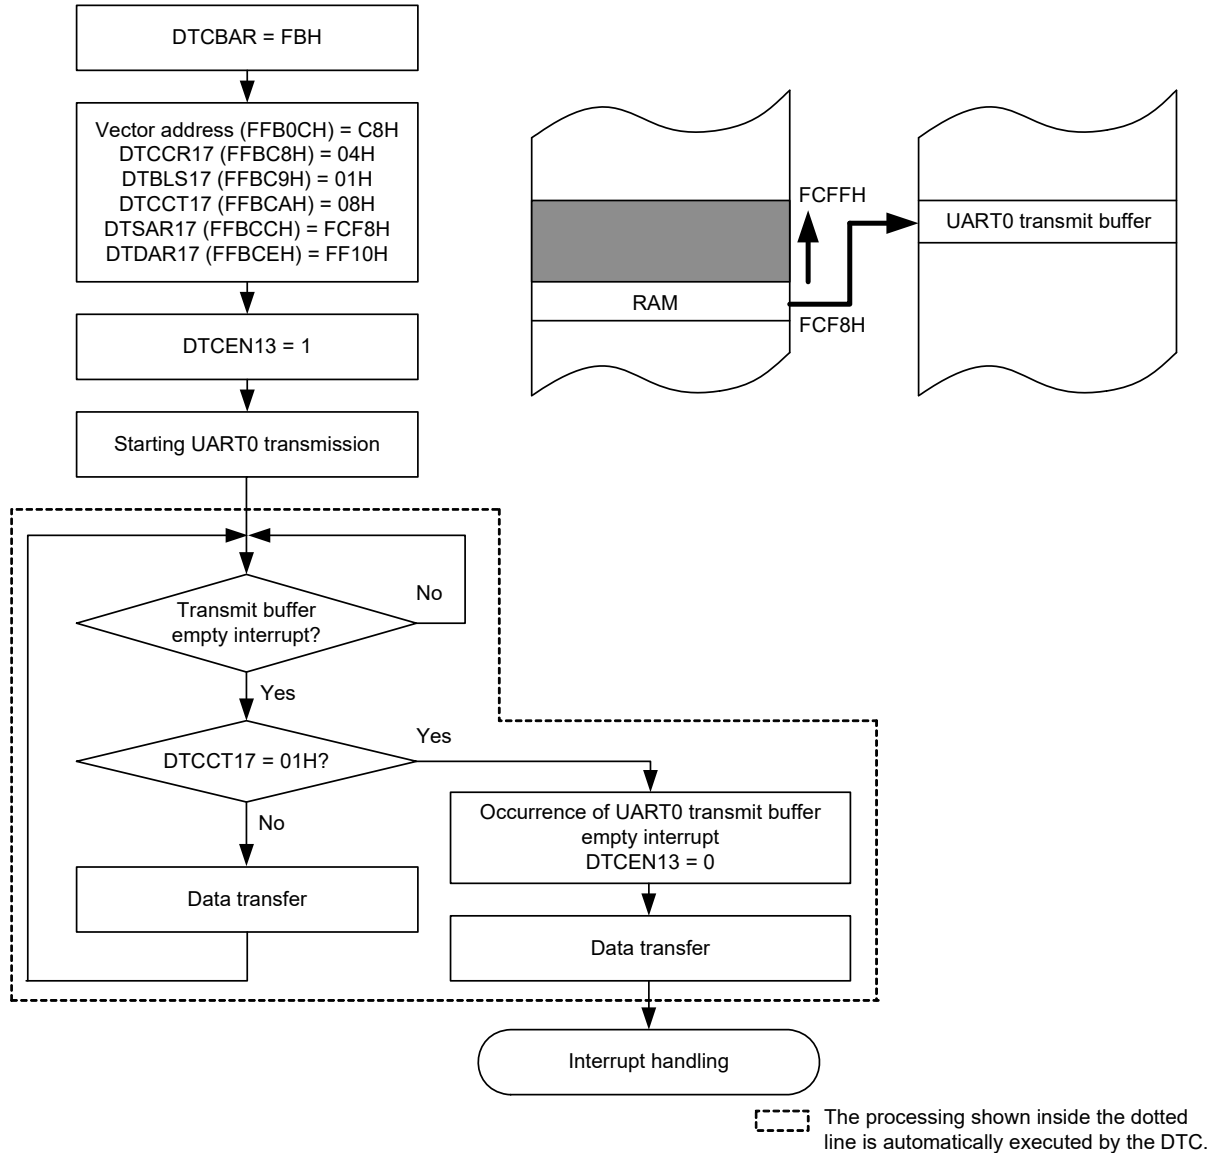 DTCBAR = FBH
Vector address (FFB0CH) = C8H
DTCCR17 (FFBC8H) = 04H
DTBLS17 (FFBC9H) = 01H
DTCCT17 (FFBCAH) = 08H
DTSAR17 (FFBCCH) = FCF8H
DTDAR17 (FFBCEH) = FF10H
DTCEN13 = 1
Starting UART0 transmission
Transmit buffer
empty interrupt?
No
Yes
DTCCT17 = 01H?
Yes
No
Data transfer
Occurrence of UART0 transmit buffer
empty interrupt
DTCEN13 = 0
Data transfer
Interrupt handling
FCFFH
RAM
FCF8H
UART0 transmit buffer
The processing shown inside the dotted
line is automatically executed by the DTC.